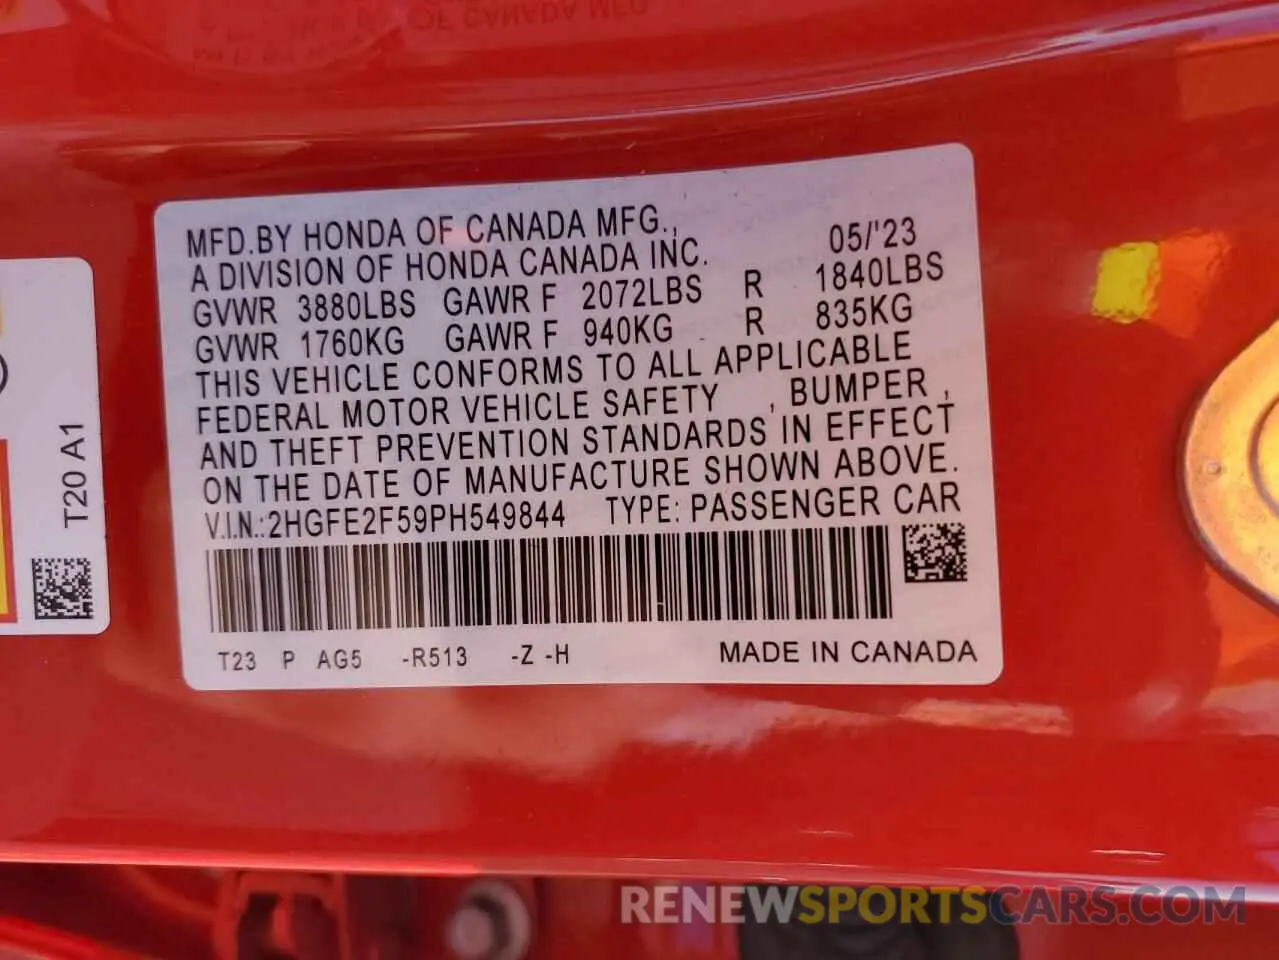 MFD.BY HONDA OF CANADA MFG.,
A DIVISION OF HONDA CANADA INC. 05/'23
GVWR 3880LBS GAWR F 2072LBS R 1840LBS
GVWR 1760KG GAWR F 940KG R 835KG
THIS VEHICLE CONFORMS TO ALL APPLICABLE
FEDERAL MOTOR VEHICLE SAFETY , BUMPER ,
AND THEFT PREVENTION STANDARDS IN EFFECT
ON THE DATE OF MANUFACTURE SHOWN ABOVE.
V.I.N.:2HGFE2F59PH549844 TYPE: PASSENGER CAR
T23 P AG5 -R513 -Z -H MADE IN CANADA
T20 A1
RENEWSPORTSCARS.COM